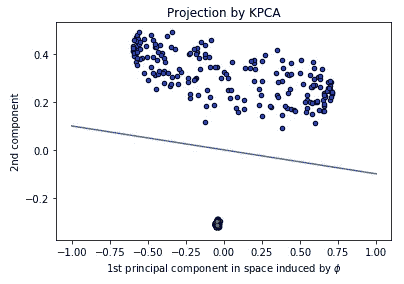 Projection by KPCA
2nd component
0.4
0.2
0.0
−0.2
−1.00 −0.75 −0.50 −0.25 0.00 0.25 0.50 0.75 1.00
1st principal component in space induced by ϕ